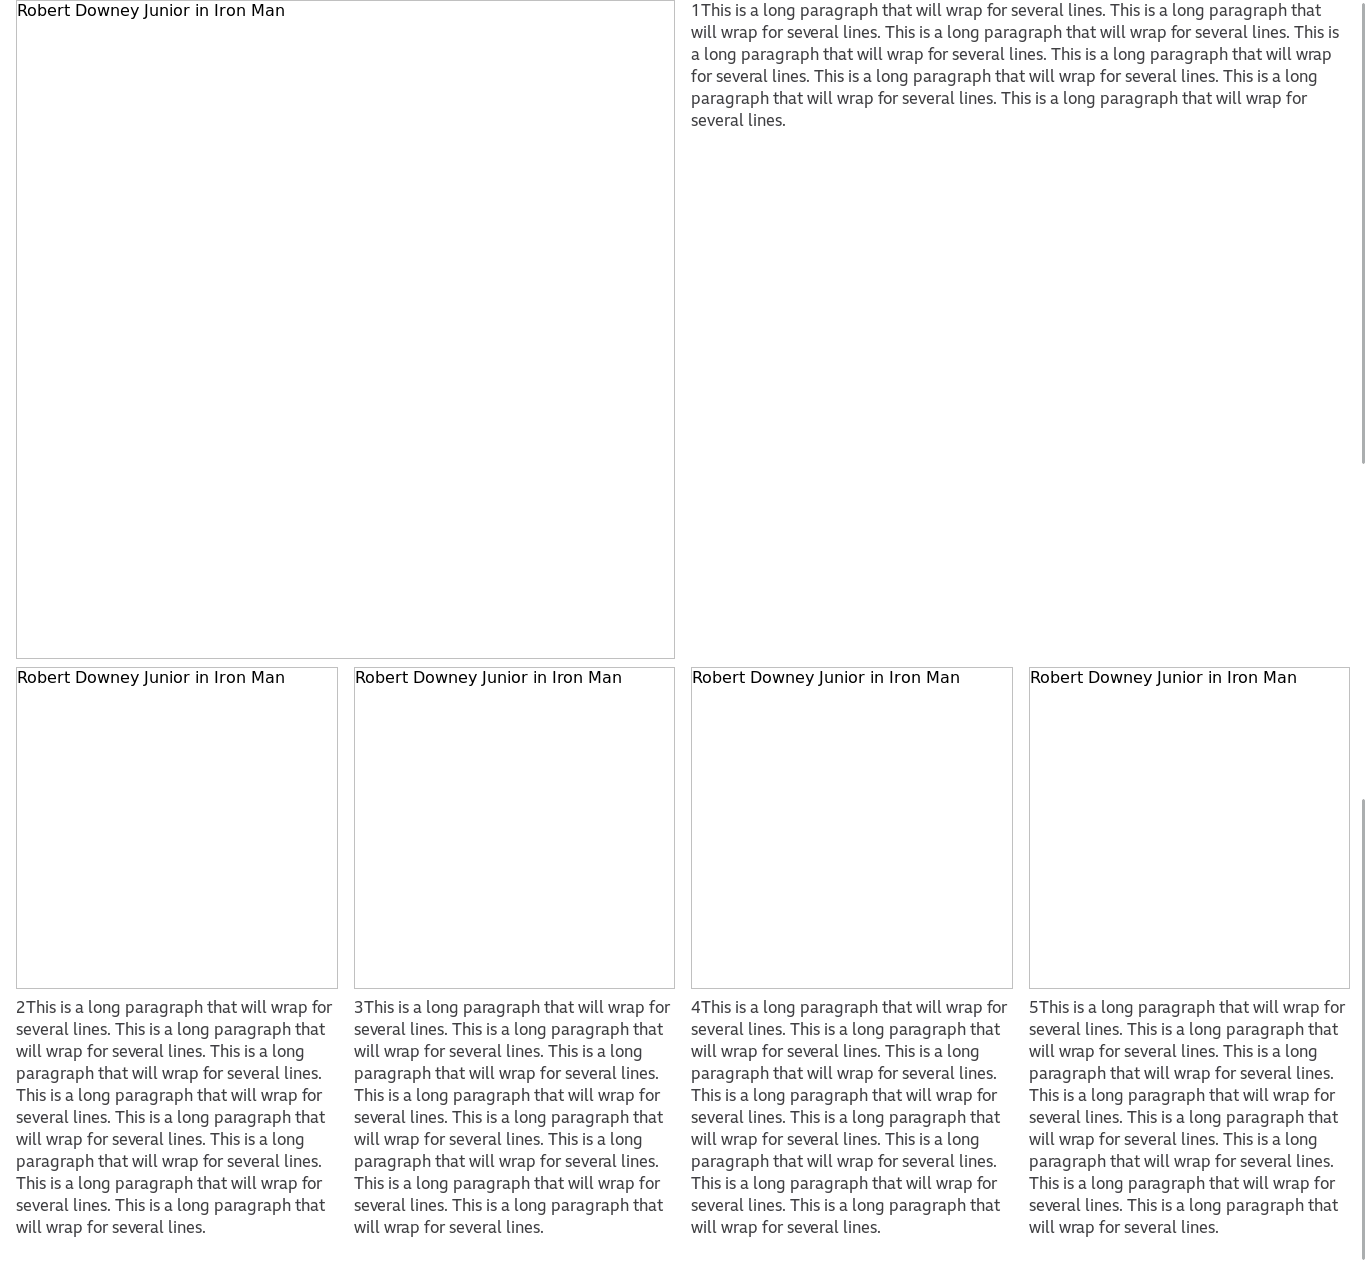 Robert Downey Junior in Iron Man
1This is a long paragraph that will wrap for several lines. This is a long paragraph that
will wrap for several lines. This is a long paragraph that will wrap for several lines. This is
a long paragraph that will wrap for several lines. This is a long paragraph that will wrap
for several lines. This is a long paragraph that will wrap for several lines. This is a long
paragraph that will wrap for several lines. This is a long paragraph that will wrap for
several lines.
Robert Downey Junior in Iron Man
2This is a long paragraph that will wrap for
several lines. This is a long paragraph that
will wrap for several lines. This is a long
paragraph that will wrap for several lines.
This is a long paragraph that will wrap for
several lines. This is a long paragraph that
will wrap for several lines. This is a long
paragraph that will wrap for several lines.
This is a long paragraph that will wrap for
several lines. This is a long paragraph that
will wrap for several lines.
Robert Downey Junior in Iron Man
3This is a long paragraph that will wrap for
several lines. This is a long paragraph that
will wrap for several lines. This is a long
paragraph that will wrap for several lines.
This is a long paragraph that will wrap for
several lines. This is a long paragraph that
will wrap for several lines. This is a long
paragraph that will wrap for several lines.
This is a long paragraph that will wrap for
several lines. This is a long paragraph that
will wrap for several lines.
Robert Downey Junior in Iron Man
4This is a long paragraph that will wrap for
several lines. This is a long paragraph that
will wrap for several lines. This is a long
paragraph that will wrap for several lines.
This is a long paragraph that will wrap for
several lines. This is a long paragraph that
will wrap for several lines. This is a long
paragraph that will wrap for several lines.
This is a long paragraph that will wrap for
several lines. This is a long paragraph that
will wrap for several lines.
Robert Downey Junior in Iron Man
5This is a long paragraph that will wrap for
several lines. This is a long paragraph that
will wrap for several lines. This is a long
paragraph that will wrap for several lines.
This is a long paragraph that will wrap for
several lines. This is a long paragraph that
will wrap for several lines. This is a long
paragraph that will wrap for several lines.
This is a long paragraph that will wrap for
several lines. This is a long paragraph that
will wrap for several lines.